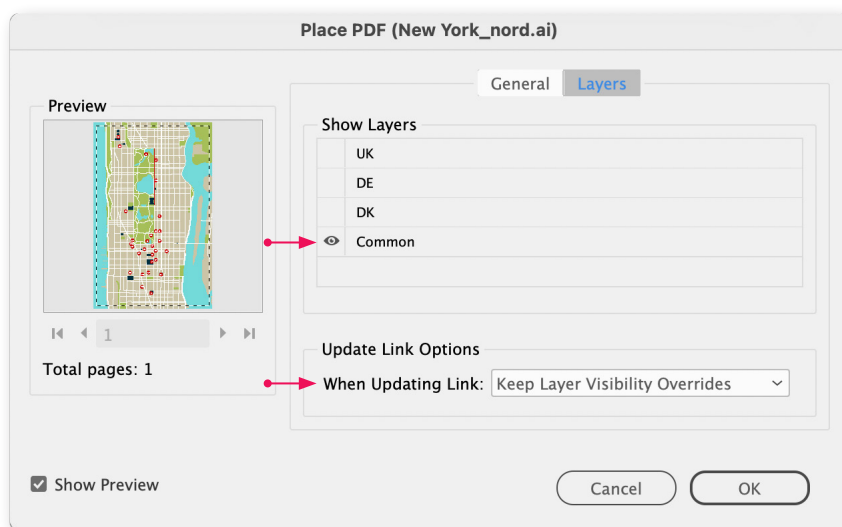 Place PDF (New York_nord.ai)
General Layers
Preview
Show Layers
UK
DE
DK
Common
1
Total pages: 1
Update Link Options
When Updating Link: Keep Layer Visibility Overrides
Show Preview
Cancel OK